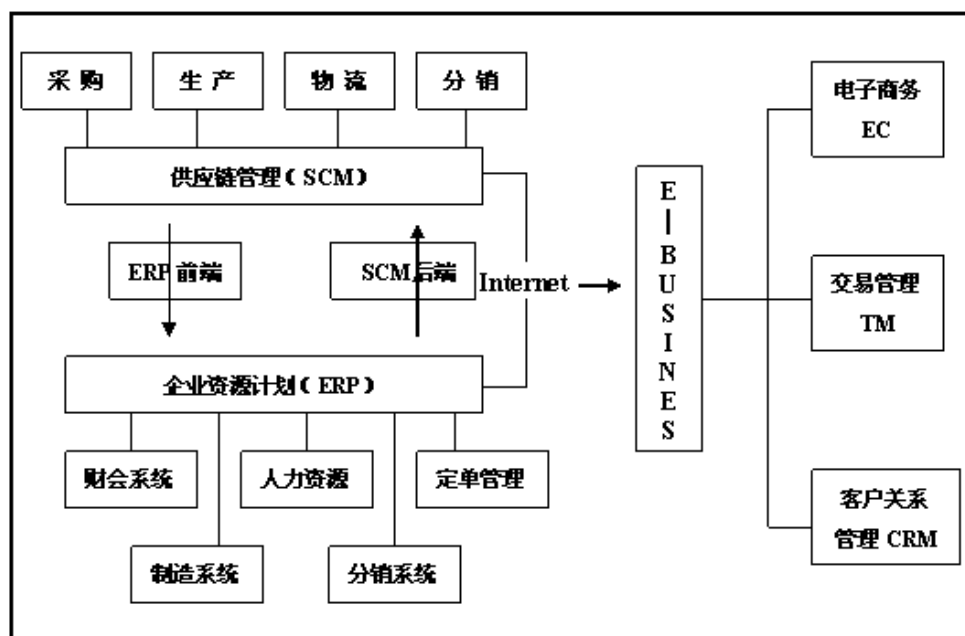 采 购
生 产
物 流
分 销
供应链管理（SCM）
ERP 前端
SCM 后端
Internet
企业资源计划（ERP）
财会系统
人力资源
定单管理
制造系统
分销系统
E
|
B
U
S
I
N
E
S
电子商务
EC
交易管理
TM
客户关系
管理 CRM